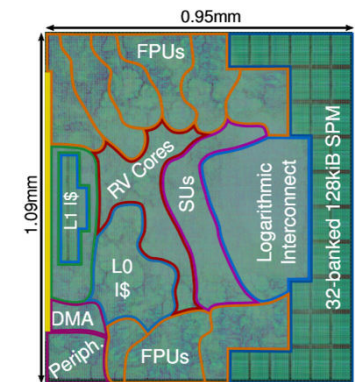 0.95mm
FPUs
1.09mm
RV Cores
L1 I$
SUs
Logarithmic
Interconnect
32-banked 128kiB SPM
L0
I$
DMA
Periph.
FPUs